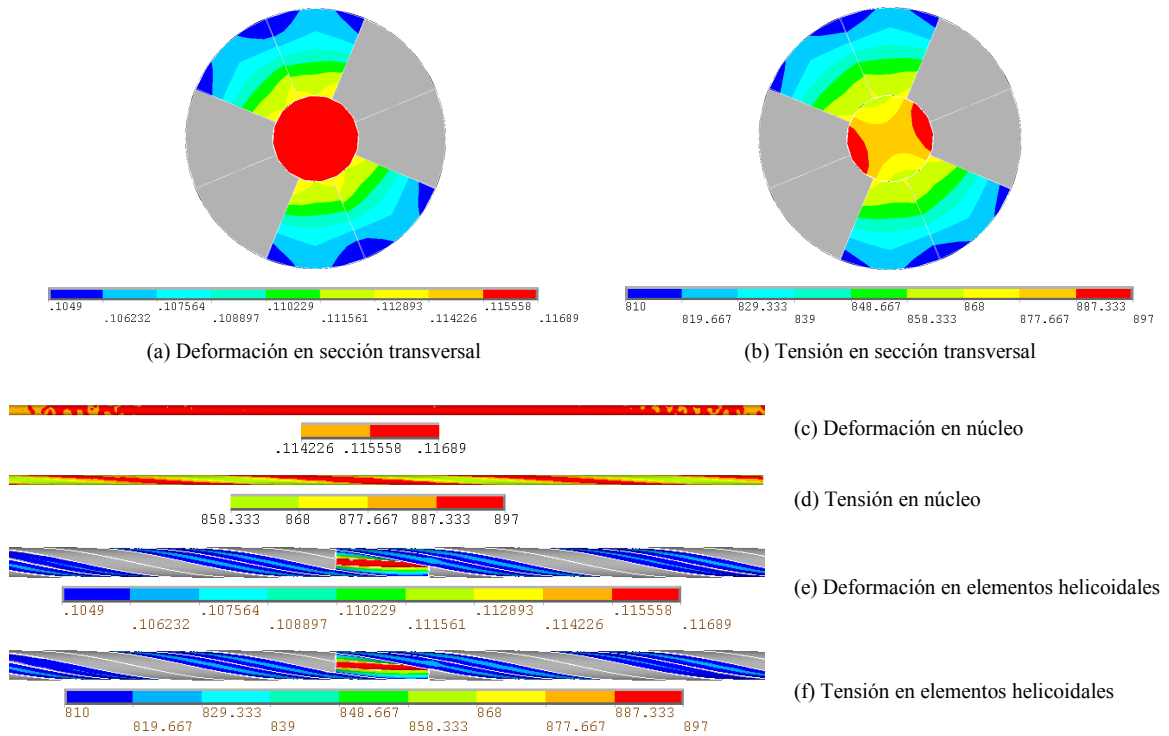 .1049 .107564 .110229 .112893 .115558
.106232 .108897 .111561 .114226 .11689
(a) Deformación en sección transversal
810 829.333 848.667 868 887.333
819.667 839 858.333 877.667 897
(b) Tensión en sección transversal
.114226 .115558 .11689
(c) Deformación en núcleo
858.333 868 877.667 887.333 897
(d) Tensión en núcleo
.1049 .107564 .110229 .112893 .115558
.106232 .108897 .111561 .114226 .11689
(e) Deformación en elementos helicoidales
810 829.333 848.667 868 887.333
819.667 839 858.333 877.667 897
(f) Tensión en elementos helicoidales